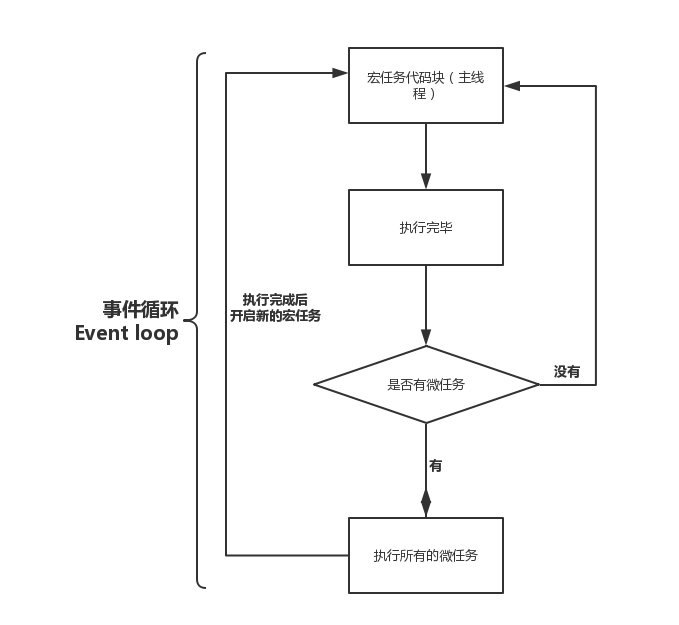 宏任务代码块（主线
程）
执行完毕
执行完成后
开启新的宏任务
事件循环
Event loop
是否有微任务
没有
有
执行所有的微任务